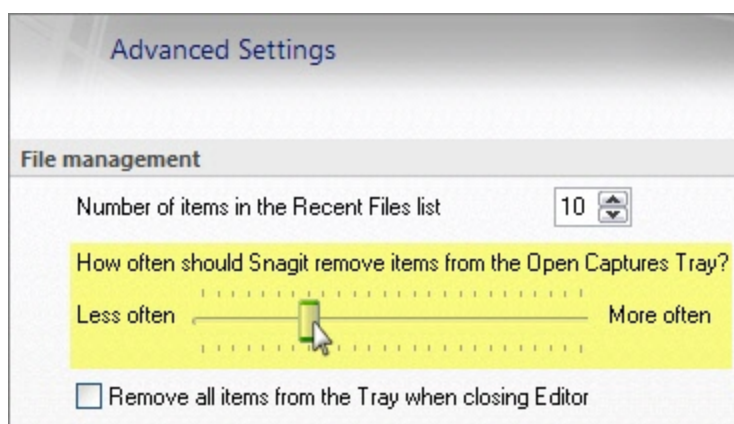 Advanced Settings
File management
Number of items in the Recent Files list 10
How often should Snagit remove items from the Open Captures Tray?
Less often More often
Remove all items from the Tray when closing Editor